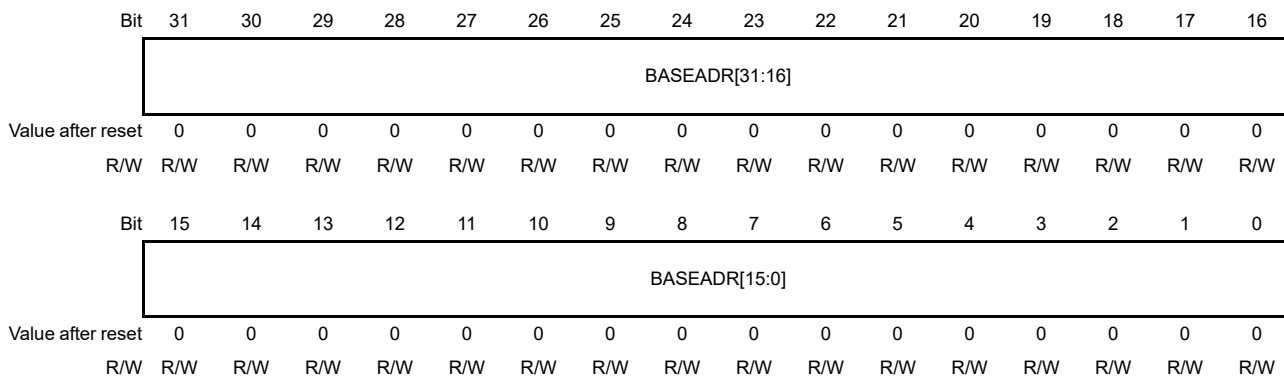 Bit 31 30 29 28 27 26 25 24 23 22 21 20 19 18 17 16
BASEADR[31:16]
Value after reset 0 0 0 0 0 0 0 0 0 0 0 0 0 0 0 0
R/W R/W R/W R/W R/W R/W R/W R/W R/W R/W R/W R/W R/W R/W R/W R/W R/W
Bit 15 14 13 12 11 10 9 8 7 6 5 4 3 2 1 0
BASEADR[15:0]
Value after reset 0 0 0 0 0 0 0 0 0 0 0 0 0 0 0 0
R/W R/W R/W R/W R/W R/W R/W R/W R/W R/W R/W R/W R/W R/W R/W R/W R/W